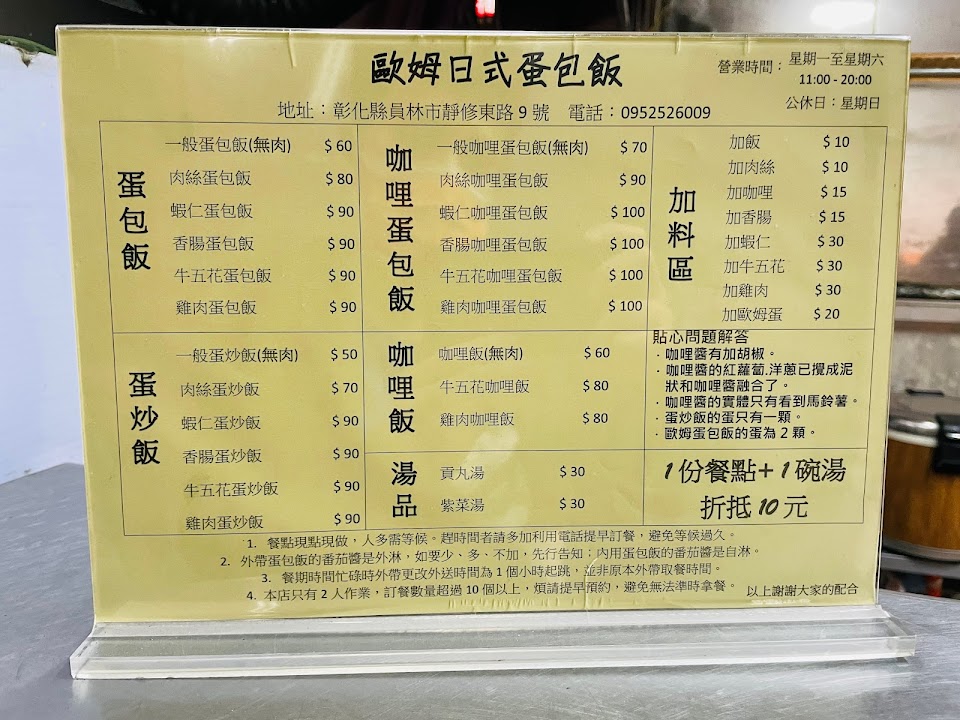 歐姆日式蛋包飯
營業時間：星期一至星期六
11:00 - 20:00
公休日：星期日
地址：彰化縣員林市靜修東路 9 號 電話：0952526009
蛋包飯
一般蛋包飯(無肉) $ 60
肉絲蛋包飯 $ 80
蝦仁蛋包飯 $ 90
香腸蛋包飯 $ 90
牛五花蛋包飯 $ 90
雞肉蛋包飯 $ 90
咖哩蛋包飯
一般咖哩蛋包飯(無肉) $ 70
肉絲咖哩蛋包飯 $ 90
蝦仁咖哩蛋包飯 $ 100
香腸咖哩蛋包飯 $ 100
牛五花咖哩蛋包飯 $ 100
雞肉咖哩蛋包飯 $ 100
加料區
加飯 $ 10
加肉絲 $ 10
加咖哩 $ 15
加香腸 $ 15
加蝦仁 $ 30
加牛五花 $ 30
加雞肉 $ 30
加歐姆蛋 $ 20
蛋炒飯
一般蛋炒飯(無肉) $ 50
肉絲蛋炒飯 $ 70
蝦仁蛋炒飯 $ 90
香腸蛋炒飯 $ 90
牛五花蛋炒飯 $ 90
雞肉蛋炒飯 $ 90
咖哩飯
咖哩飯(無肉) $ 60
牛五花咖哩飯 $ 80
雞肉咖哩飯 $ 80
湯品
貢丸湯 $ 30
紫菜湯 $ 30
貼心問題解答
· 咖哩醬有加胡椒。
· 咖哩醬的紅蘿蔔.洋蔥已攪成泥
狀和咖哩醬融合了。
· 咖哩醬的實體只有看到馬鈴薯。
· 蛋炒飯的蛋只有一顆。
· 歐姆蛋包飯的蛋為 2 顆。
1 份餐點+ 1 碗湯
折抵 10 元
1. 餐點現點現做，人多需等候。趕時間者請多加利用電話提早訂餐，避免等候過久。
2. 外帶蛋包飯的番茄醬是外淋，如要少、多、不加，先行告知；內用蛋包飯的番茄醬是自淋。
3. 餐期時間忙碌時外帶更改外送時間為 1 個小時起跳，並非原本外帶取餐時間。
4. 本店只有 2 人作業，訂餐數量超過 10 個以上，煩請提早預約，避免無法準時拿餐。
以上謝謝大家的配合